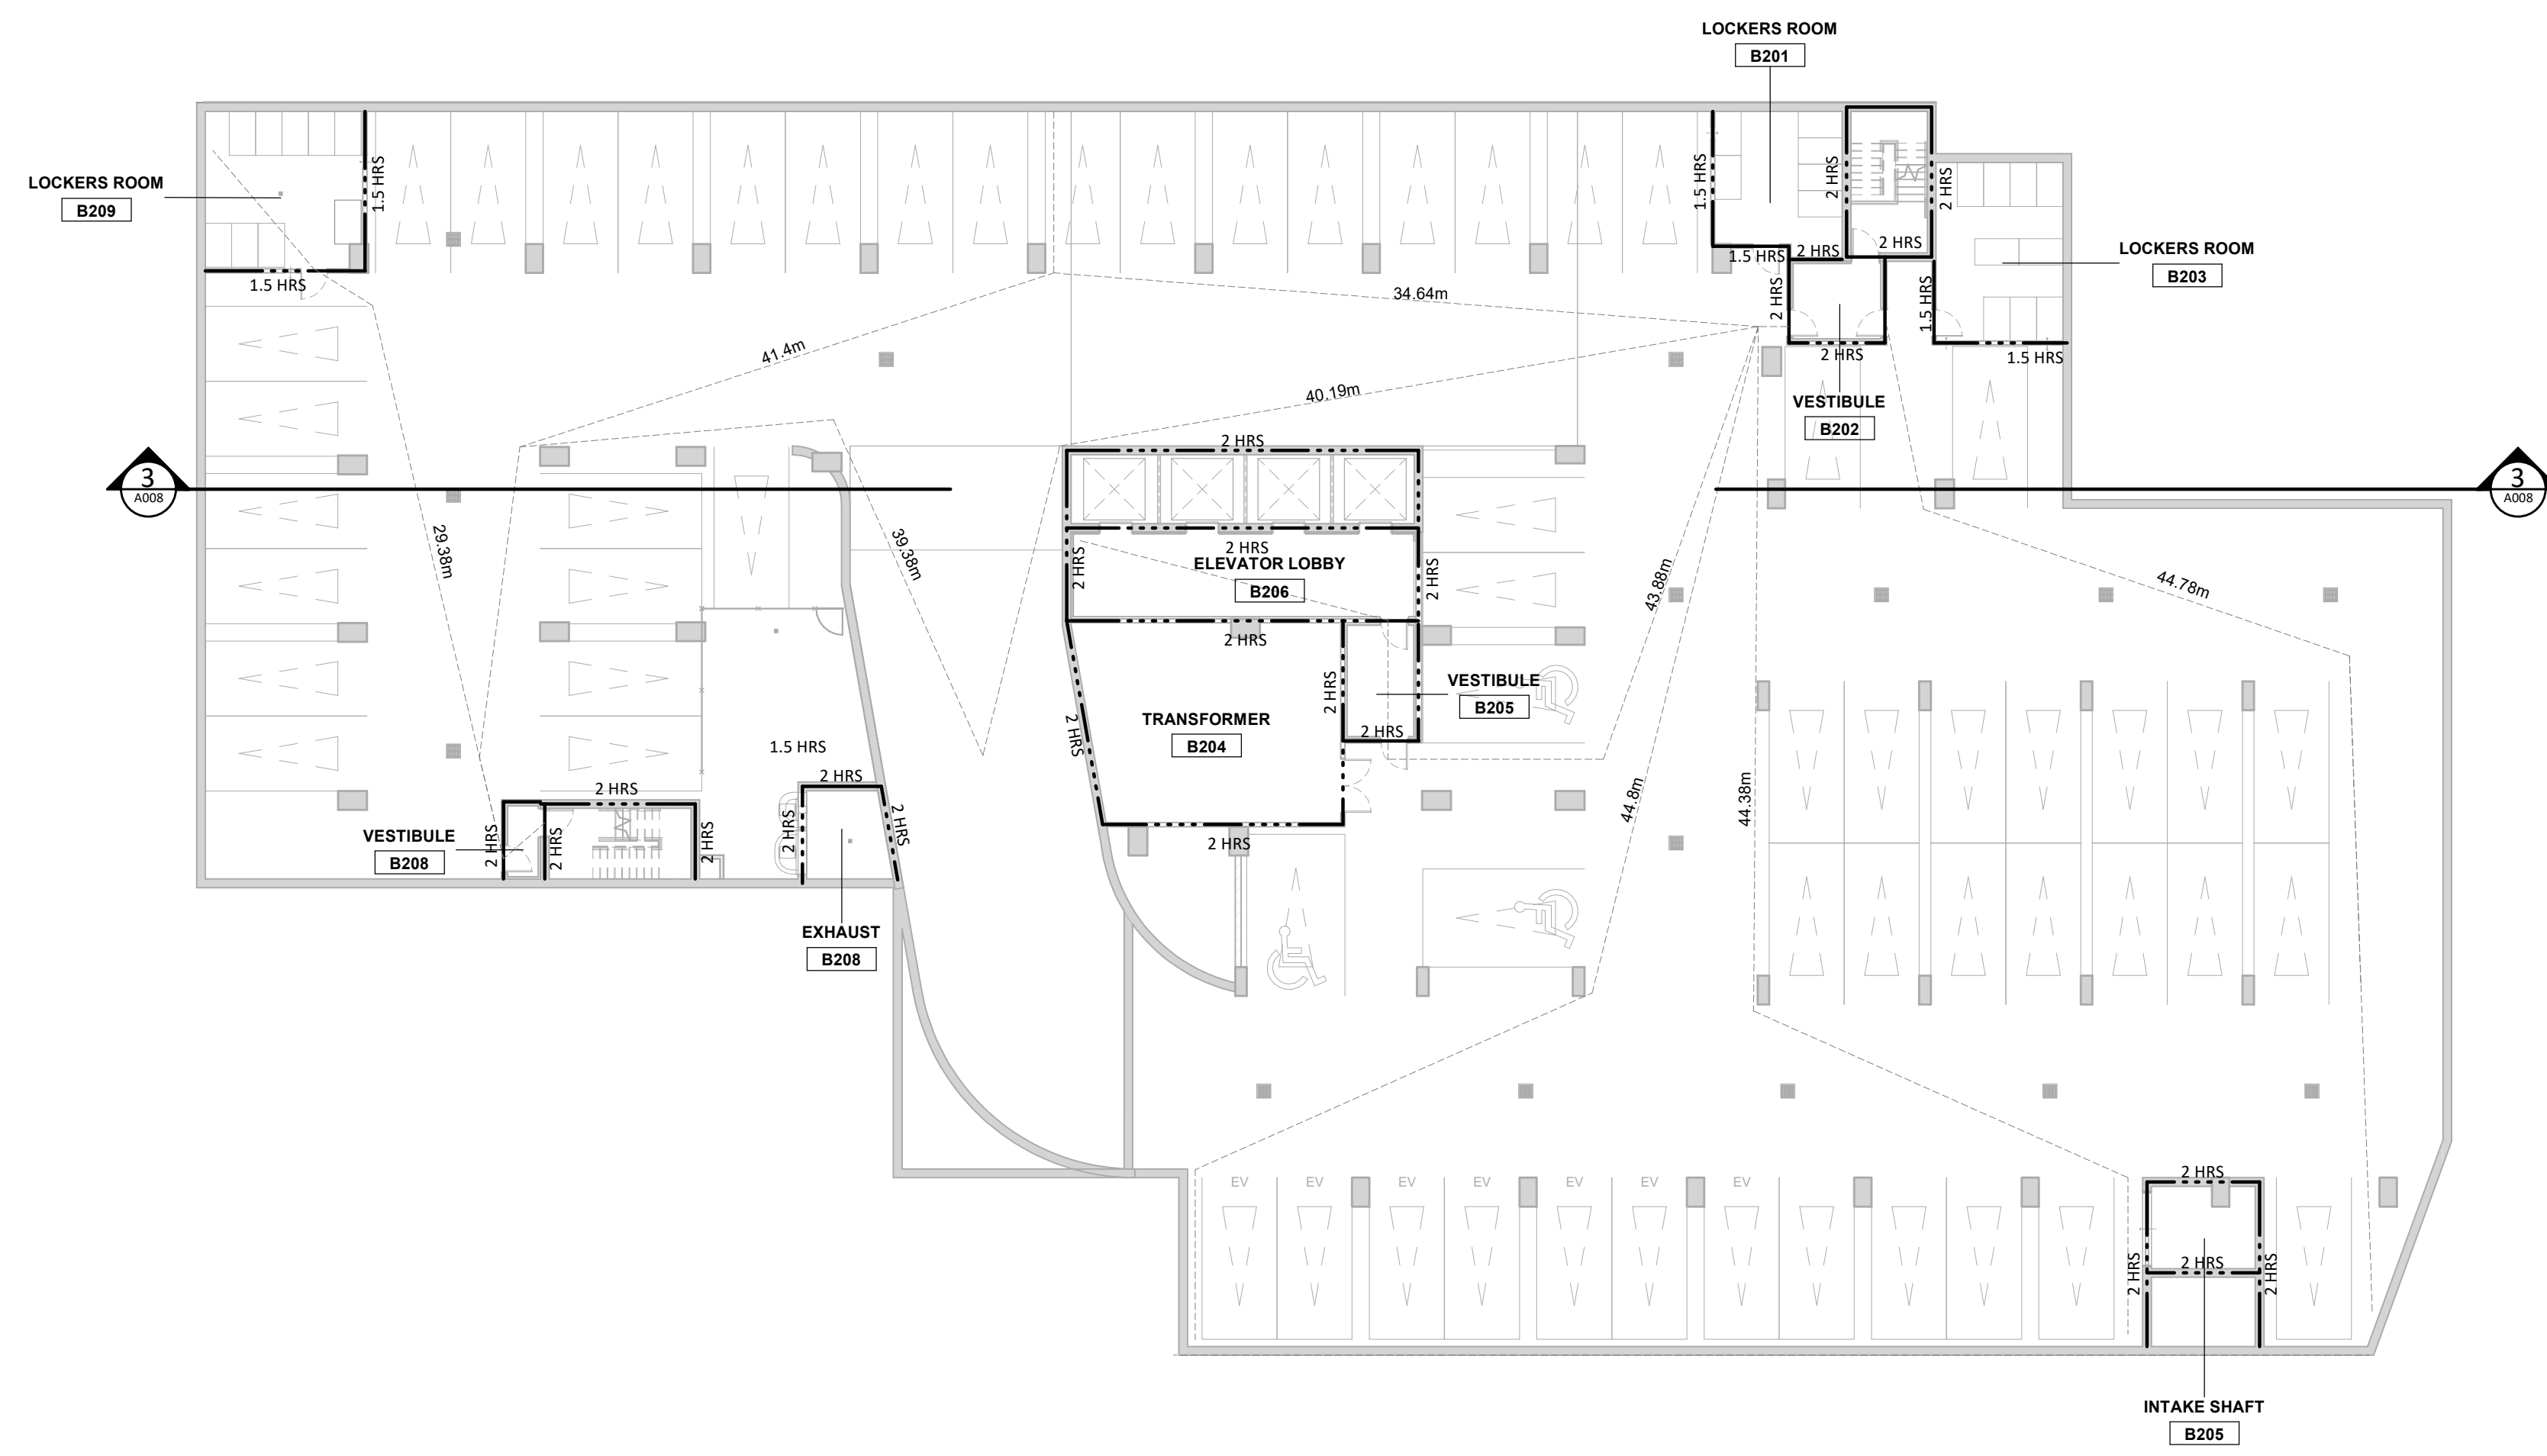 LOCKERS ROOM
B201
LOCKERS ROOM
B209
1.5 HRS
1.5 HRS
1.5 HRS
2 HRS
2 HRS
2 HRS
2 HRS
1.5 HRS
2 HRS
1.5 HRS
LOCKERS ROOM
B203
2 HRS
1.5 HRS
VESTIBULE
B202
34.64m
41.4m
40.19m
3
A008
3
A008
29.38m
39.38m
43.88m
44.78m
44.8m
44.38m
2 HRS
2 HRS
ELEVATOR LOBBY
B206
2 HRS
2 HRS
2 HRS
TRANSFORMER
B204
2 HRS
2 HRS
2 HRS
2 HRS
VESTIBULE
B205
1.5 HRS
2 HRS
2 HRS
2 HRS
2 HRS
2 HRS
2 HRS
2 HRS
VESTIBULE
B208
EXHAUST
B208
EV
EV
EV
EV
EV
EV
EV
2 HRS
2 HRS
2 HRS
2 HRS
INTAKE SHAFT
B205